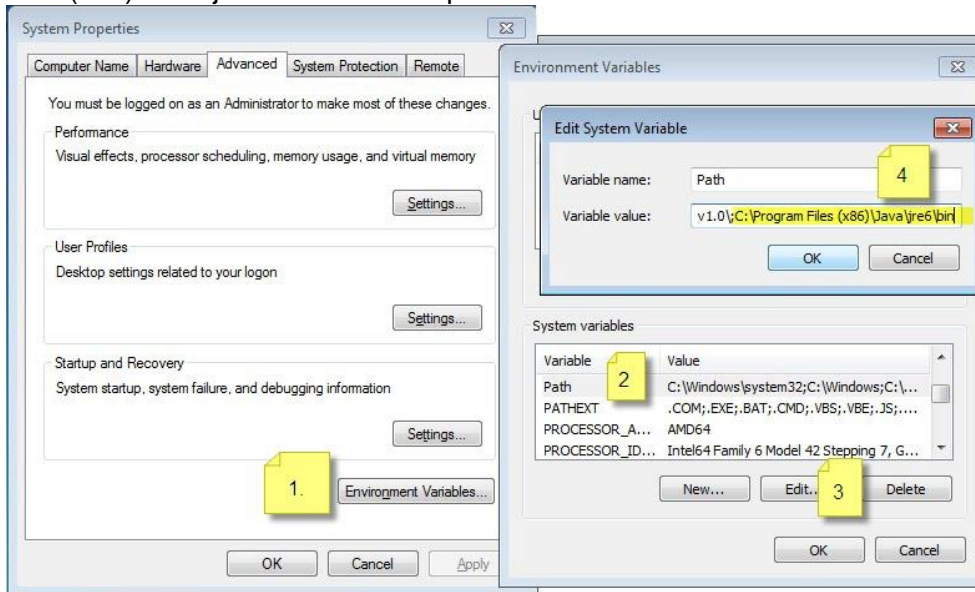 System Properties
Computer Name Hardware Advanced System Protection Remote
You must be logged on as an Administrator to make most of these changes.
Performance
Visual effects, processor scheduling, memory usage, and virtual memory
Settings...
User Profiles
Desktop settings related to your logon
Settings...
Startup and Recovery
System startup, system failure, and debugging information
Settings...
1.
Environment Variables...
OK Cancel Apply
Environment Variables
Edit System Variable
4
Variable name: Path
Variable value: v1.0\;C:\Program Files (x86)\Java\jre6\bin
OK Cancel
System variables
Variable Value
2
Path C:\Windows\system32;C:\Windows;C:\...
PATHEXT .COM;.EXE;.BAT;.CMD;.VBS;.VBE;.JS;....
PROCESSOR_A... AMD64
PROCESSOR_ID... Intel64 Family 6 Model 42 Stepping 7, G...
New... Edit.. 3 Delete
OK Cancel